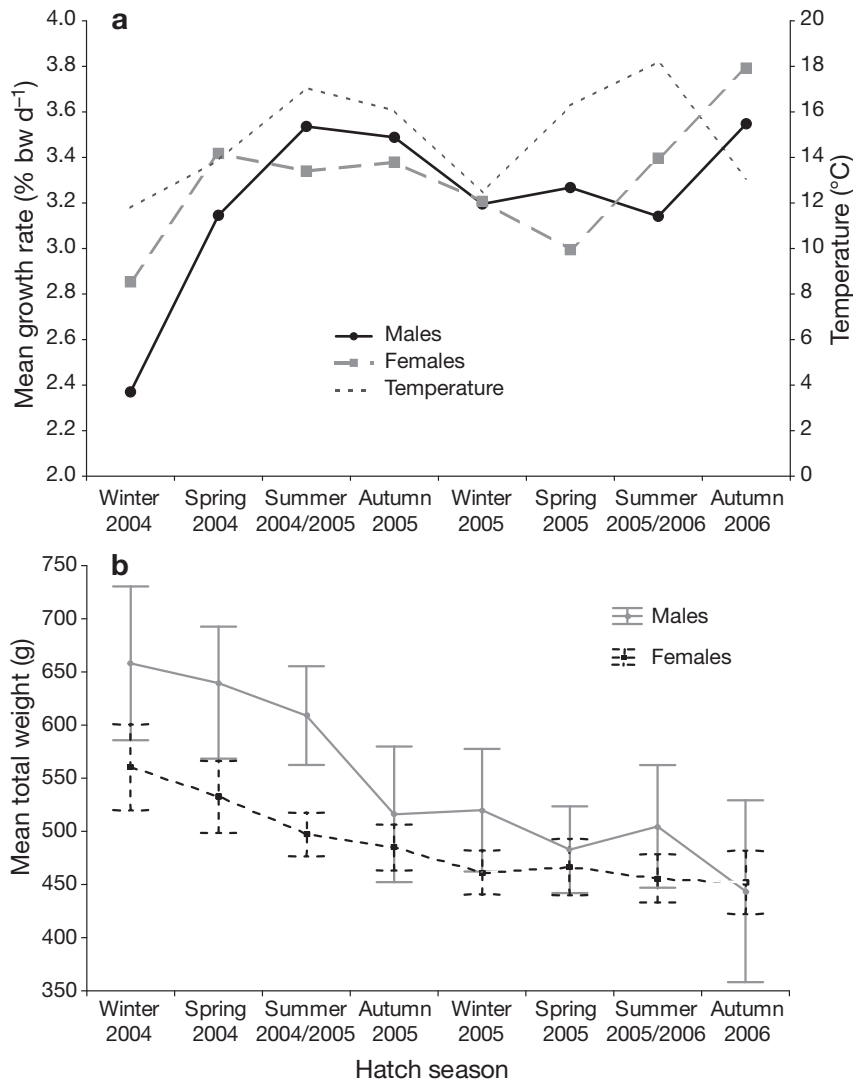 a
Mean growth rate (% bw d⁻¹)
4.0
3.8
3.6
3.4
3.2
3.0
2.8
2.6
2.4
2.2
2.0
Temperature (°C)
20
18
16
14
12
10
8
6
4
2
0
Males
Females
Temperature
Winter 2004
Spring 2004
Summer 2004/2005
Autumn 2005
Winter 2005
Spring 2005
Summer 2005/2006
Autumn 2006
b
Mean total weight (g)
750
700
650
600
550
500
450
400
350
Males
Females
Winter 2004
Spring 2004
Summer 2004/2005
Autumn 2005
Winter 2005
Spring 2005
Summer 2005/2006
Autumn 2006
Hatch season